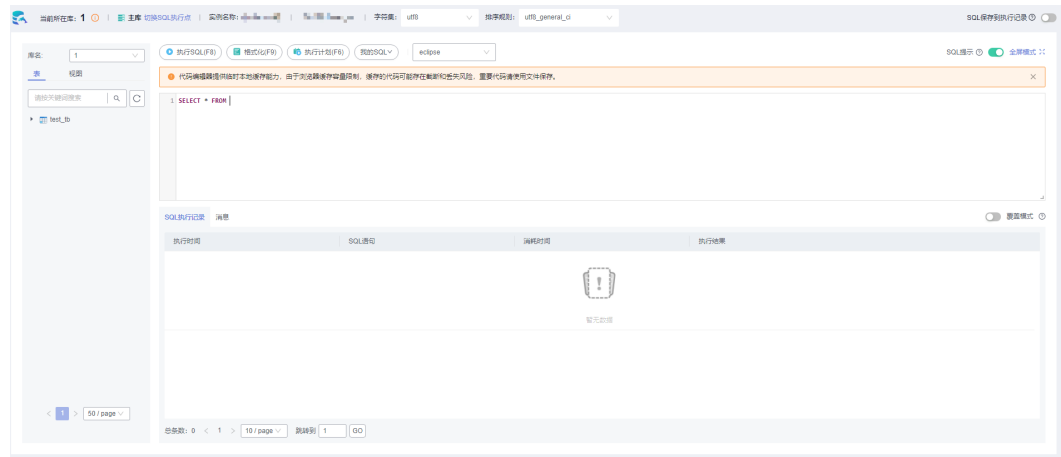 当前所在库: 1 | 主库 切换SQL执行点 | 实例名称: | 字符集: utf8 排序规则: utf8_general_ci SQL保存到执行记录
库名: 1 执行SQL(F8) 格式化(F9) 执行计划(F6) 我的SQL eclipse SQL提示 全屏模式
表 视图
代码编辑器提供临时本地缓存能力，由于浏览器缓存容量限制，缓存的代码可能存在截断和丢失风险，重要代码请使用文件保存。
请按关键词搜索
1 SELECT * FROM
test_tb
SQL执行记录 消息 覆盖模式
执行时间 SQL语句 消耗时间 执行结果
暂无数据
< 1 > 50 / page
总条数: 0 < 1 > 10 / page 跳转到 1 GO